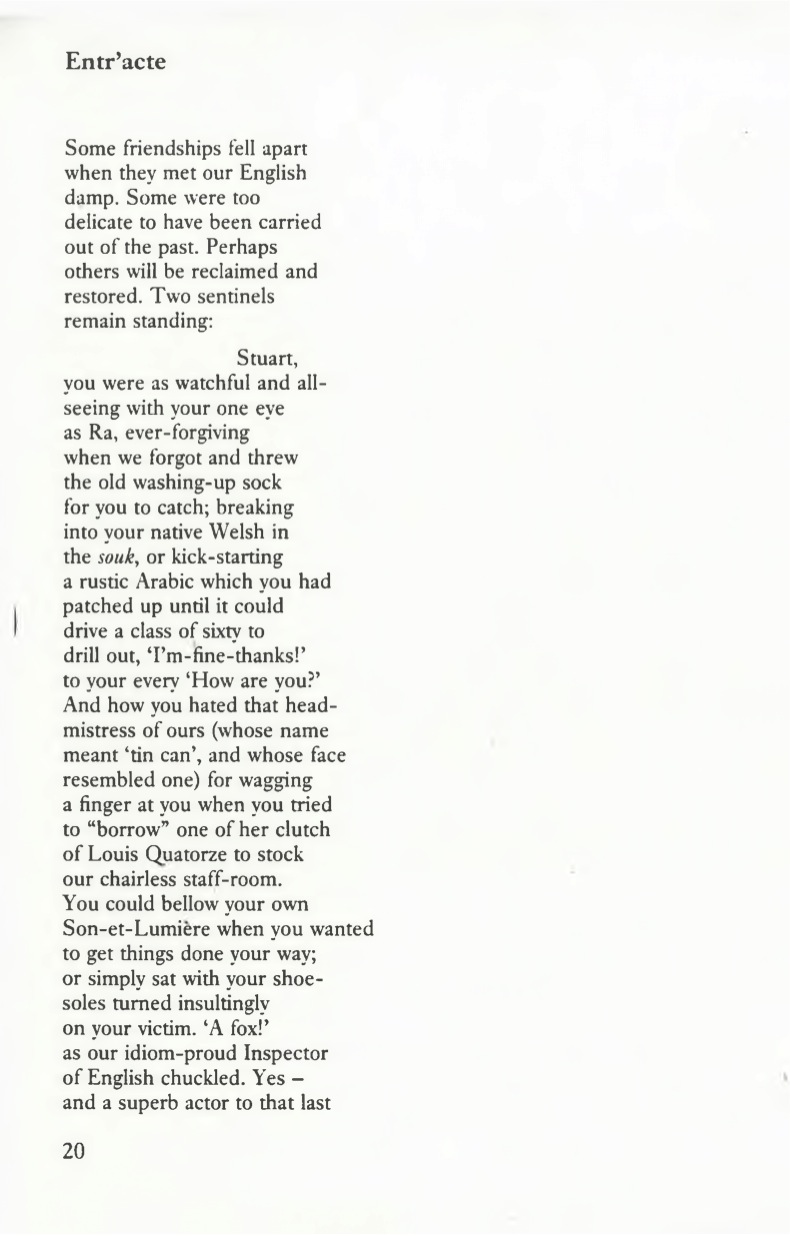 Entr’acte
Some friendships fell apart
when they met our English
damp. Some were too
delicate to have been carried
out of the past. Perhaps
others will be reclaimed and
restored. Two sentinels
remain standing:
Stuart,
you were as watchful and all-
seeing with your one eye
as Ra, ever-forgiving
when we forgot and threw
the old washing-up sock
for you to catch; breaking
into your native Welsh in
the souk, or kick-starting
a rustic Arabic which you had
patched up until it could
drive a class of sixty to
drill out, ‘I’m-fine-thanks!’
to your every ‘How are you?’
And how you hated that head-
mistress of ours (whose name
meant ‘tin can’, and whose face
resembled one) for wagging
a finger at you when you tried
to “borrow” one of her clutch
of Louis Quatorze to stock
our chairless staff-room.
You could bellow your own
Son-et-Lumière when you wanted
to get things done your way;
or simply sat with your shoe-
soles turned insultingly
on your victim. ‘A fox!’
as our idiom-proud Inspector
of English chuckled. Yes –
and a superb actor to that last
20